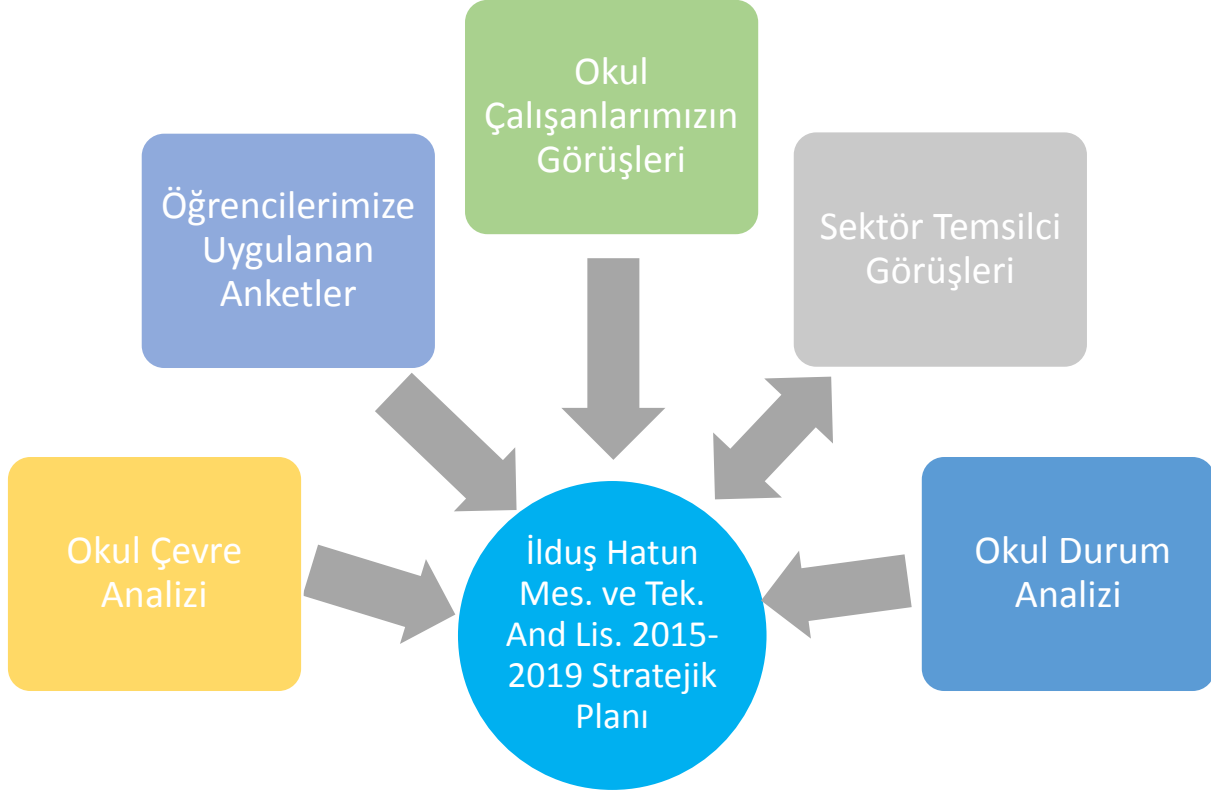 Okul
Çalışanlarımızın
Görüşleri
Öğrencilerimize
Uygulanan
Anketler
Sektör Temsilci
Görüşleri
Okul Çevre
Analizi
Okul Durum
Analizi
İlduş Hatun
Mes. ve Tek.
And Lis. 2015-
2019 Stratejik
Planı